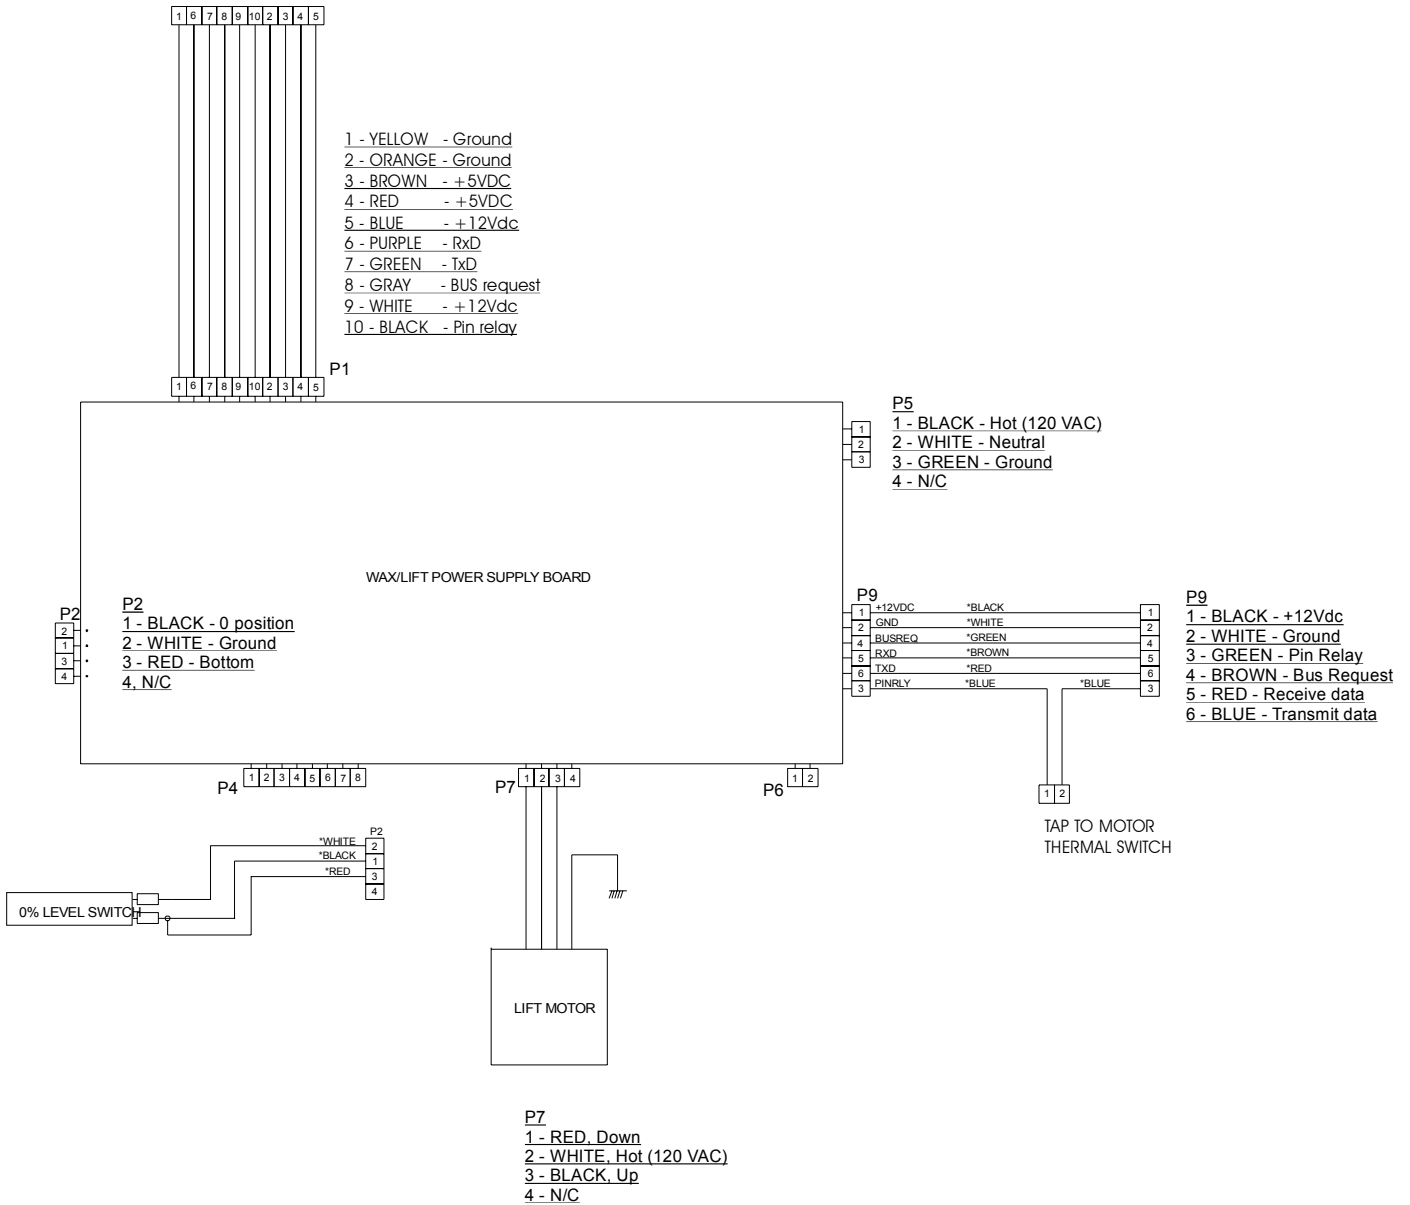 1 6 7 8 9 10 2 3 4 5
1 - YELLOW - Ground
2 - ORANGE - Ground
3 - BROWN - +5VDC
4 - RED - +5VDC
5 - BLUE - +12Vdc
6 - PURPLE - RxD
7 - GREEN - TxD
8 - GRAY - BUS request
9 - WHITE - +12Vdc
10 - BLACK - Pin relay
P1
1 6 7 8 9 10 2 3 4 5
P5
1 - BLACK - Hot (120 VAC)
2 - WHITE - Neutral
3 - GREEN - Ground
4 - N/C
1
2
3
WAX/LIFT POWER SUPPLY BOARD
P2
2
1
3
4
P2
1 - BLACK - 0 position
2 - WHITE - Ground
3 - RED - Bottom
4, N/C
P9
1 +12VDC *BLACK 1
2 GND *WHITE 2
4 BUSREQ *GREEN 4
5 RXD *BROWN 5
6 TXD *RED 6
3 PINRLY *BLUE *BLUE 3
P9
1 - BLACK - +12Vdc
2 - WHITE - Ground
3 - GREEN - Pin Relay
4 - BROWN - Bus Request
5 - RED - Receive data
6 - BLUE - Transmit data
P4 1 2 3 4 5 6 7 8
P7 1 2 3 4
P6 1 2
1 2
TAP TO MOTOR
THERMAL SWITCH
P2
*WHITE 2
*BLACK 1
*RED 3
4
0% LEVEL SWITCH
LIFT MOTOR
P7
1 - RED, Down
2 - WHITE, Hot (120 VAC)
3 - BLACK, Up
4 - N/C